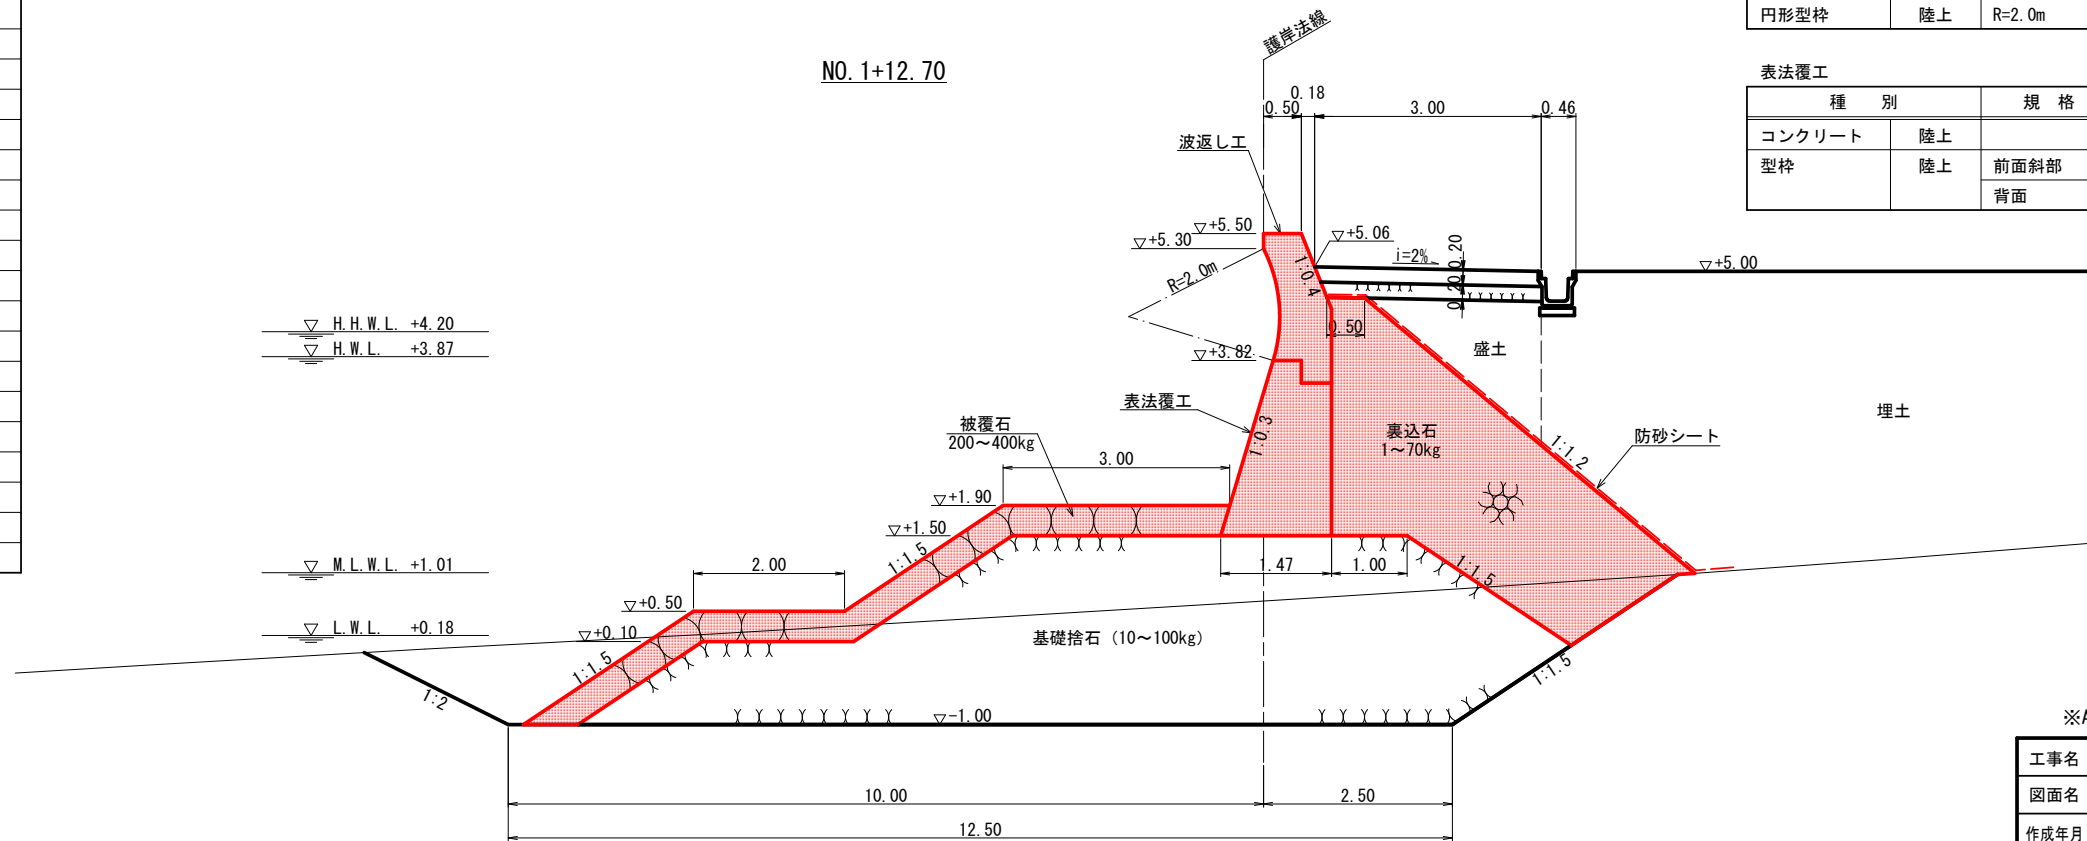 円形型枠 陸上 R=2.0m
護岸法線
NO.1+12.70
表法覆工
種 別 規 格
コンクリート 陸上
型枠 陸上 前面斜部
背面
0.18
0.50 3.00 0.46
波返し工
▽+5.50
▽+5.30
▽+5.06
i=2%
0.20
0.20
0.20
▽+5.00
R=2.0m
1:0.4
▽ H.H.W.L. +4.20
▽ H.W.L. +3.87
0.50
▽+3.82
盛土
埋土
表法覆工
1:0.3
被覆石
200～400kg
裏込石
1～70kg
1:1.2
防砂シート
3.00
▽+1.90
▽+1.50
1:1.5
▽ M.L.W.L. +1.01
2.00
1.47
1.00
1:1.5
▽+0.50
▽ L.W.L. +0.18
▽+0.10
基礎捨石（10～100kg）
1:1.5
1:1.5
1:2
▽-1.00
10.00
2.50
12.50
※A
工事名
図面名
作成年月